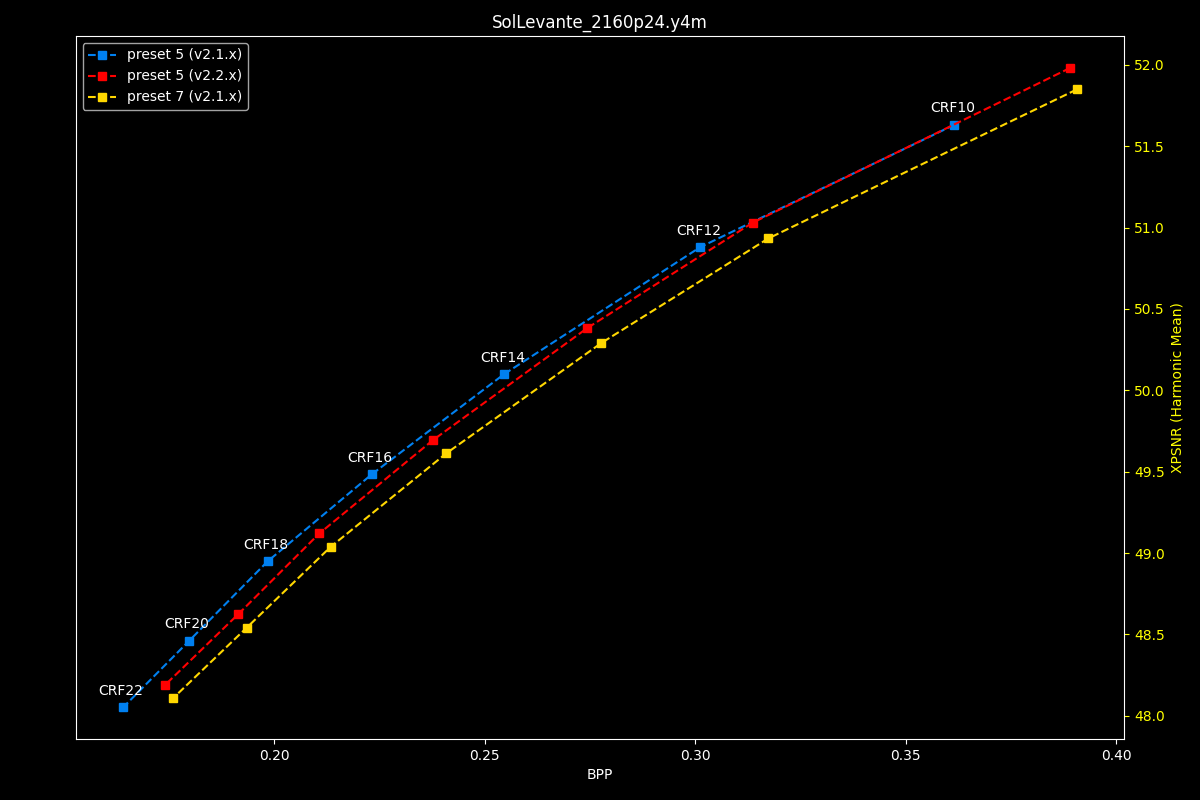 SolLevante_2160p24.y4m
preset 5 (v2.1.x)
preset 5 (v2.2.x)
preset 7 (v2.1.x)
CRF10
CRF12
CRF14
CRF16
CRF18
CRF20
CRF22
52.0
51.5
51.0
50.5
50.0
49.5
49.0
48.5
48.0
XPSNR (Harmonic Mean)
0.20
0.25
0.30
0.35
0.40
BPP